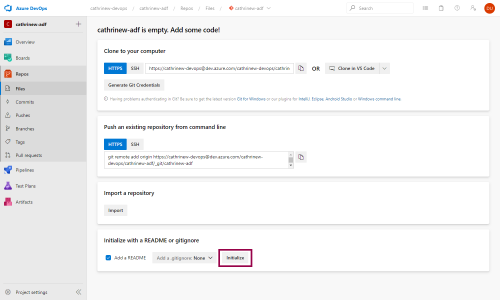 Azure DevOps
cathrinew-devops / cathrinew-adf / Repos / Files / cathrinew-adf
Search
cathrinew-adf
Overview
Boards
Repos
Files
Commits
Pushes
Branches
Tags
Pull requests
Pipelines
Test Plans
Artifacts
Project settings
cathrinew-adf is empty. Add some code!
Clone to your computer
HTTPS SSH https://cathrinew-devops@dev.azure.com/cathrinew-devops/cathrin OR Clone in VS Code
Generate Git Credentials
Having problems authenticating in Git? Be sure to get the latest version Git for Windows or our plugins for IntelliJ, Eclipse, Android Studio or Windows command line.
Push an existing repository from command line
HTTPS SSH
git remote add origin https://cathrinew-devops@dev.azure.com/cathrinew-
devops/cathrinew-adf/_git/cathrinew-adf
Import a repository
Import
Initialize with a README or gitignore
Add a README Add a .gitignore: None Initialize